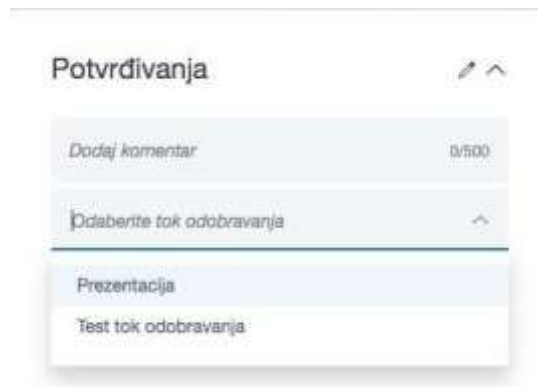 Potvrđivanja
Dodaj komentar 0/500
Odaberite tok odobravanja
Prezentacija
Test tok odobravanja